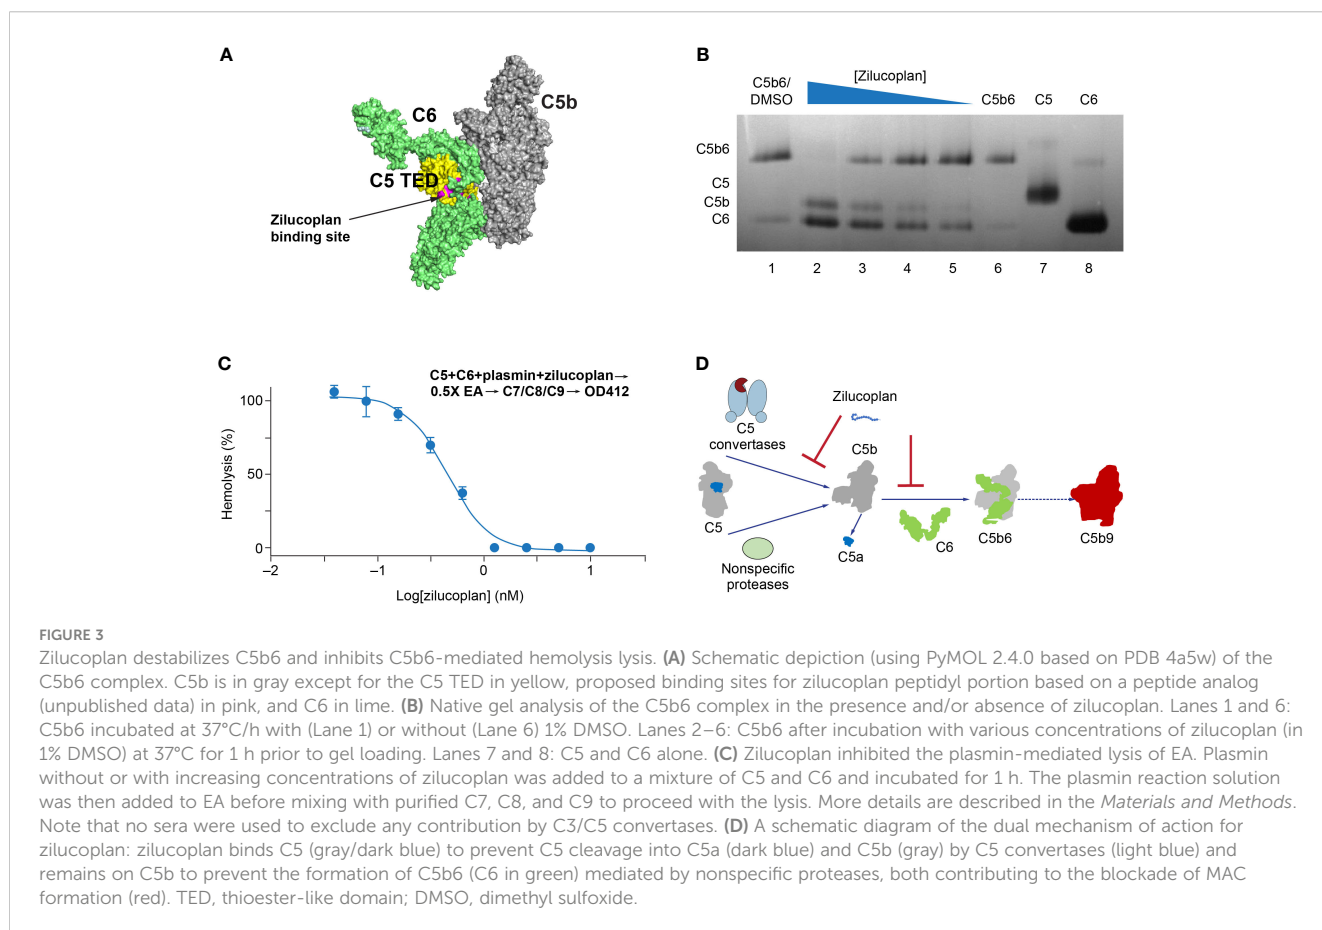 A
C6
C5b
C5 TED
Zilucoplan
binding site
B
C5b6/
DMSO
[Zilucoplan]
C5b6
C5
C6
C5b6
C5
C5b
C6
1 2 3 4 5 6 7 8
C
C5+C6+plasmin+zilucoplan→
0.5X EA→ C7/C8/C9→ OD412
Hemolysis (%)
100
50
0
−2 −1 0 1
Log[zilucoplan] (nM)
D
Zilucoplan
C5
convertases
C5b
C5
C5a
C6
C5b6
C5b9
Nonspecific
proteases
FIGURE 3
Zilucoplan destabilizes C5b6 and inhibits C5b6-mediated hemolysis lysis. (A) Schematic depiction (using PyMOL 2.4.0 based on PDB 4a5w) of the
C5b6 complex. C5b is in gray except for the C5 TED in yellow, proposed binding sites for zilucoplan peptidyl portion based on a peptide analog
(unpublished data) in pink, and C6 in lime. (B) Native gel analysis of the C5b6 complex in the presence and/or absence of zilucoplan. Lanes 1 and 6:
C5b6 incubated at 37°C/h with (Lane 1) or without (Lane 6) 1% DMSO. Lanes 2–6: C5b6 after incubation with various concentrations of zilucoplan (in
1% DMSO) at 37°C for 1 h prior to gel loading. Lanes 7 and 8: C5 and C6 alone. (C) Zilucoplan inhibited the plasmin-mediated lysis of EA. Plasmin
without or with increasing concentrations of zilucoplan was added to a mixture of C5 and C6 and incubated for 1 h. The plasmin reaction solution
was then added to EA before mixing with purified C7, C8, and C9 to proceed with the lysis. More details are described in the Materials and Methods.
Note that no sera were used to exclude any contribution by C3/C5 convertases. (D) A schematic diagram of the dual mechanism of action for
zilucoplan: zilucoplan binds C5 (gray/dark blue) to prevent C5 cleavage into C5a (dark blue) and C5b (gray) by C5 convertases (light blue) and
remains on C5b to prevent the formation of C5b6 (C6 in green) mediated by nonspecific proteases, both contributing to the blockade of MAC
formation (red). TED, thioester-like domain; DMSO, dimethyl sulfoxide.